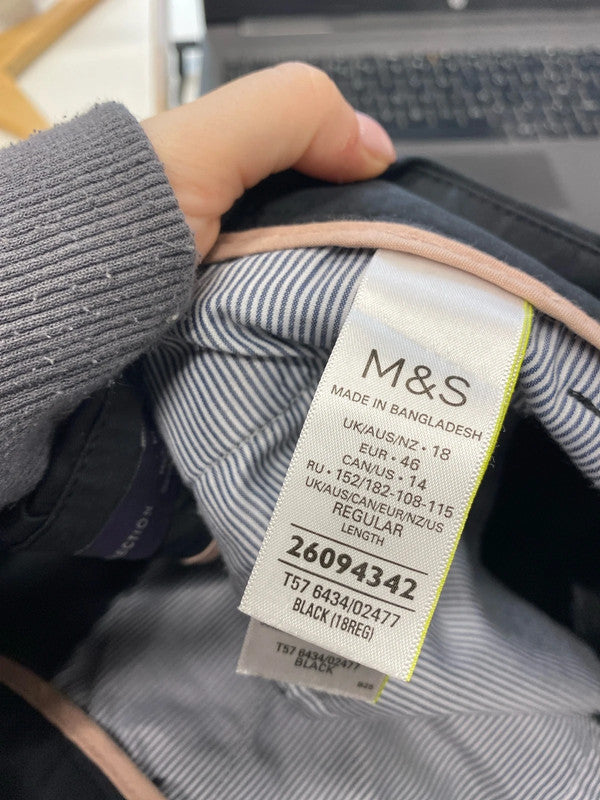 M&S
MADE IN BANGLADESH
UK/AUS/NZ • 18
EUR • 46
CAN/US • 14
RU • 152/182-108-115
UK/AUS/CAN/EUR/NZ/US
REGULAR
LENGTH
26094342
T57 6434/02477
BLACK (18REG)
T57 6434/02477
BLACK